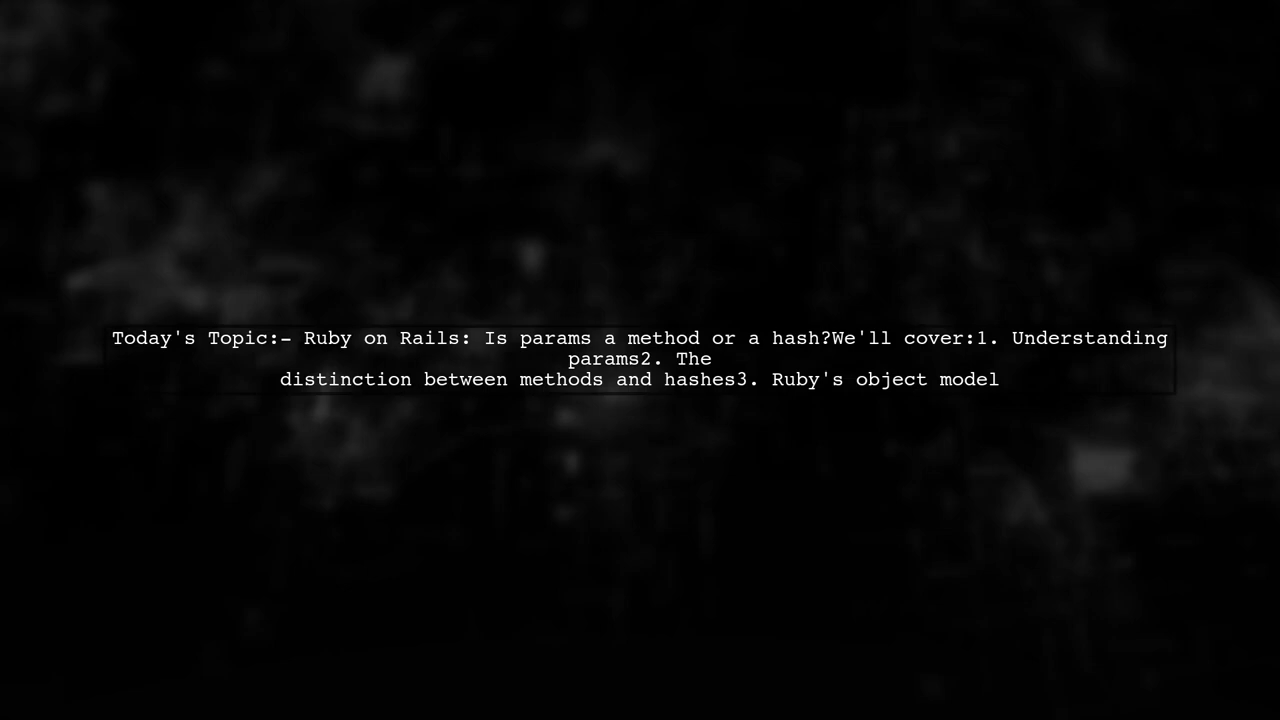 Today's Topic:- Ruby on Rails: Is params a method or a hash?We'll cover:1. Understanding
params2. The
distinction between methods and hashes3. Ruby's object model